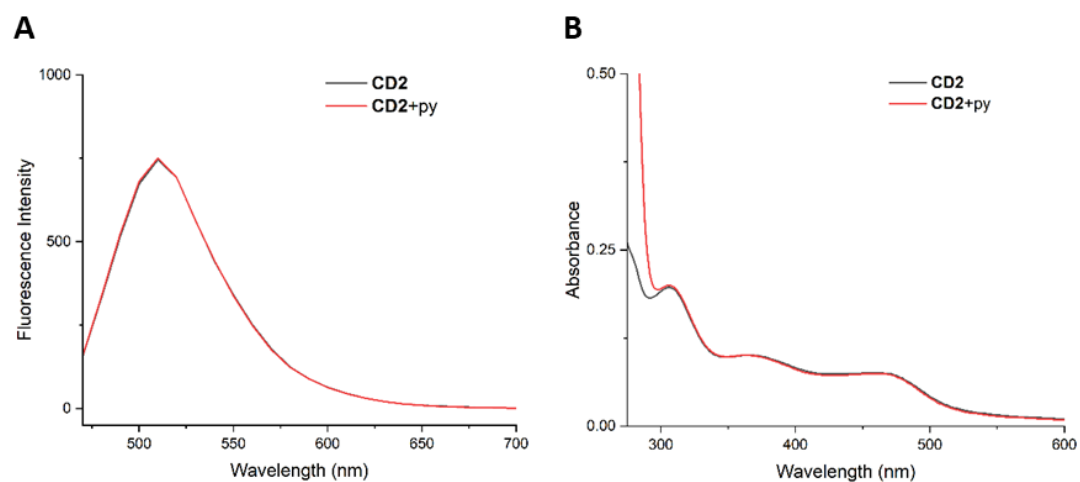 A
1000
500
0
Fluorescence Intensity
CD2
CD2+py
500
550
600
650
700
Wavelength (nm)
B
0.50
0.25
0.00
Absorbance
CD2
CD2+py
300
400
500
600
Wavelength (nm)